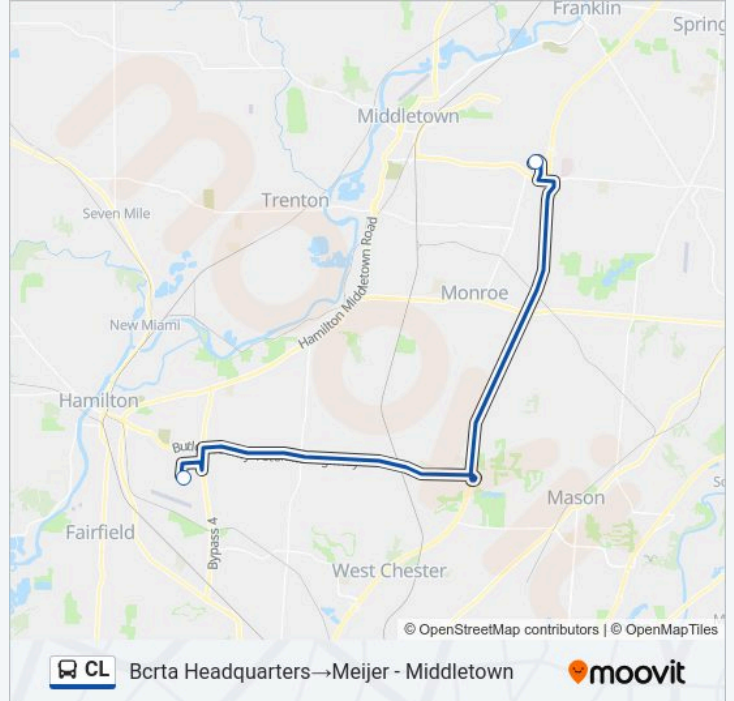 Franklin
Spring
Middletown
Trenton
Seven Mile
Hamilton Middletown Road
Monroe
New Miami
Hamilton
Butl
Mason
Fairfield
Bypass 4
West Chester
© OpenStreetMap contributors | © OpenMapTiles
CL
Bcrta Headquarters→Meijer - Middletown
moovit